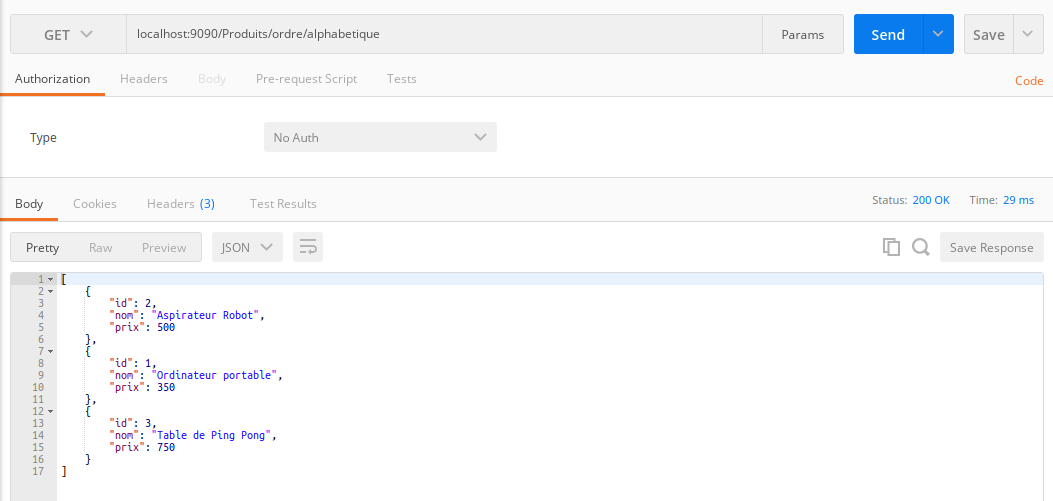 GET localhost:9090/Produits/ordre/alphabetique Params Send Save
Authorization Headers Body Pre-request Script Tests Code
Type No Auth
Body Cookies Headers (3) Test Results Status: 200 OK Time: 29 ms
Pretty Raw Preview JSON Save Response
1 [
2 {
3 "id": 2,
4 "nom": "Aspirateur Robot",
5 "prix": 500
6 },
7 {
8 "id": 1,
9 "nom": "Ordinateur portable",
10 "prix": 350
11 },
12 {
13 "id": 3,
14 "nom": "Table de Ping Pong",
15 "prix": 750
16 }
17 ]